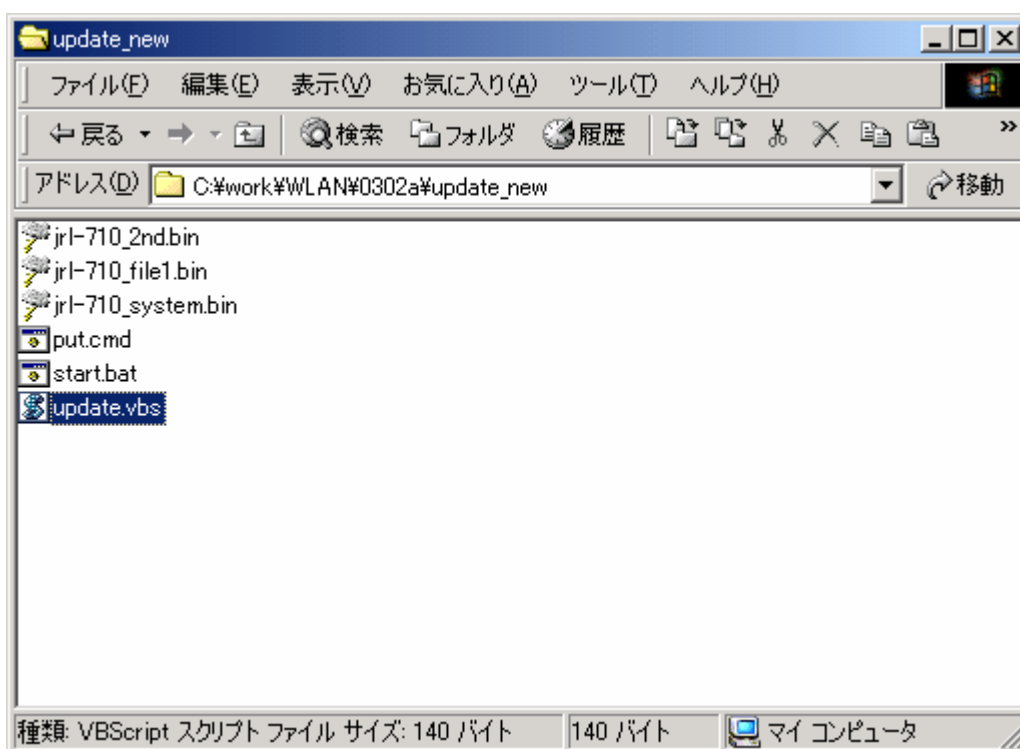 update_new
ファイル(F) 編集(E) 表示(V) お気に入り(A) ツール(T) ヘルプ(H)
戻る 検索 フォルダ 履歴 »
アドレス(D) C:¥work¥WLAN¥0302a¥update_new 移動
jrl-710_2nd.bin
jrl-710_file1.bin
jrl-710_system.bin
put.cmd
start.bat
update.vbs
種類: VBScript スクリプト ファイル サイズ: 140 バイト 140 バイト マイ コンピュータ